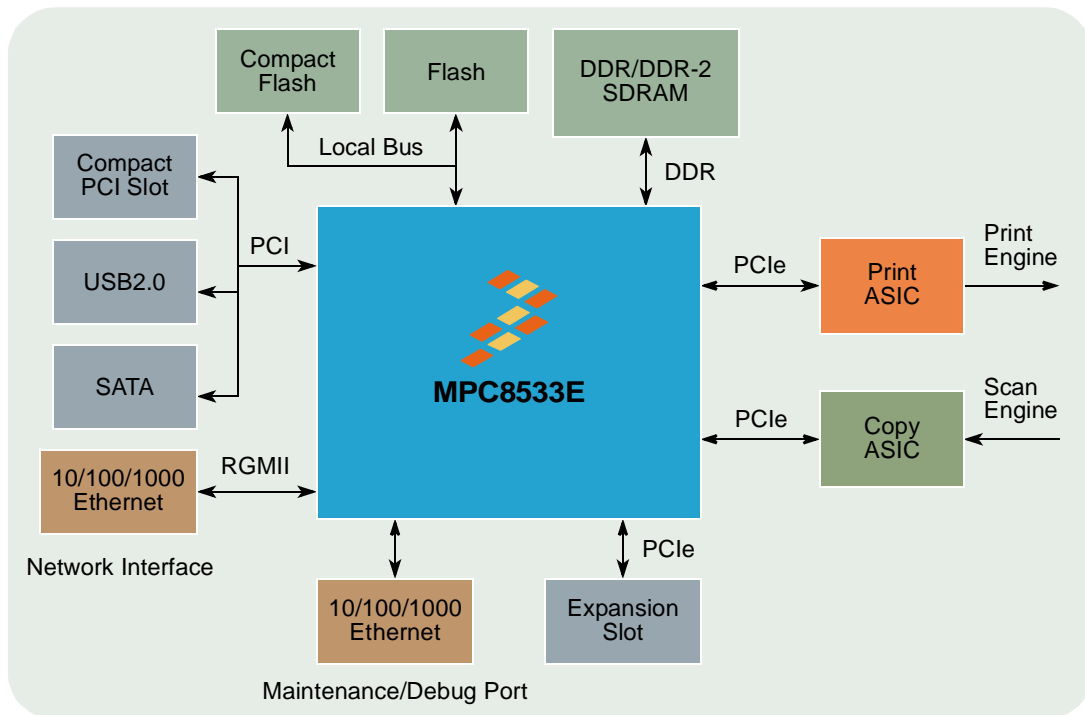 Compact
Flash
Flash
DDR/DDR-2
SDRAM
Local Bus
DDR
Compact
PCI Slot
PCI
USB2.0
SATA
MPC8533E
PCIe
Print
ASIC
Print
Engine
PCIe
Copy
ASIC
Scan
Engine
10/100/1000
Ethernet
RGMII
Network Interface
10/100/1000
Ethernet
Maintenance/Debug Port
PCIe
Expansion
Slot